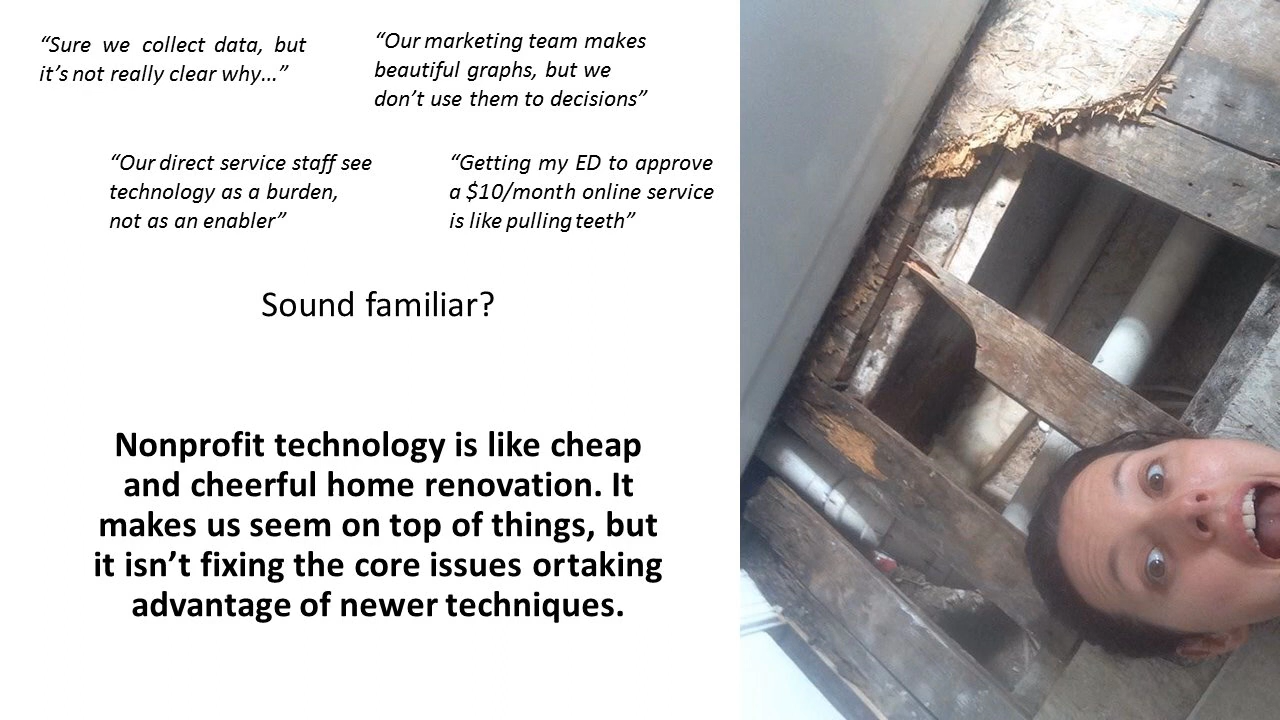 “Sure we collect data, but
it’s not really clear why…”
“Our marketing team makes
beautiful graphs, but we
don’t use them to decisions”
“Our direct service staff see
technology as a burden,
not as an enabler”
“Getting my ED to approve
a $10/month online service
is like pulling teeth”
Sound familiar?
Nonprofit technology is like cheap
and cheerful home renovation. It
makes us seem on top of things, but
it isn’t fixing the core issues ortaking
advantage of newer techniques.